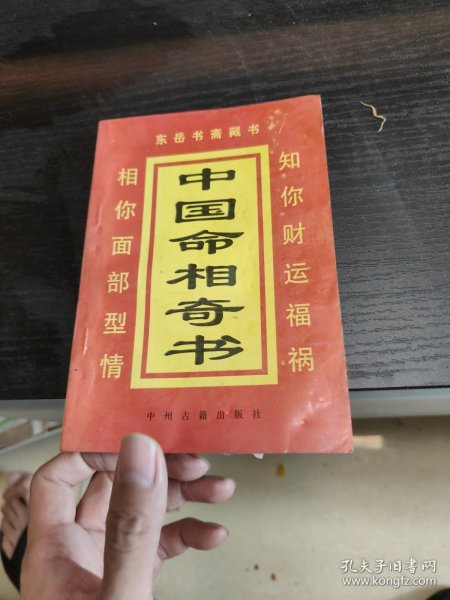 东岳书斋藏书
知你财运福祸
中国命相奇书
相你面部型情
中州古籍出版社
孔夫子旧书网
www.kongfz.com